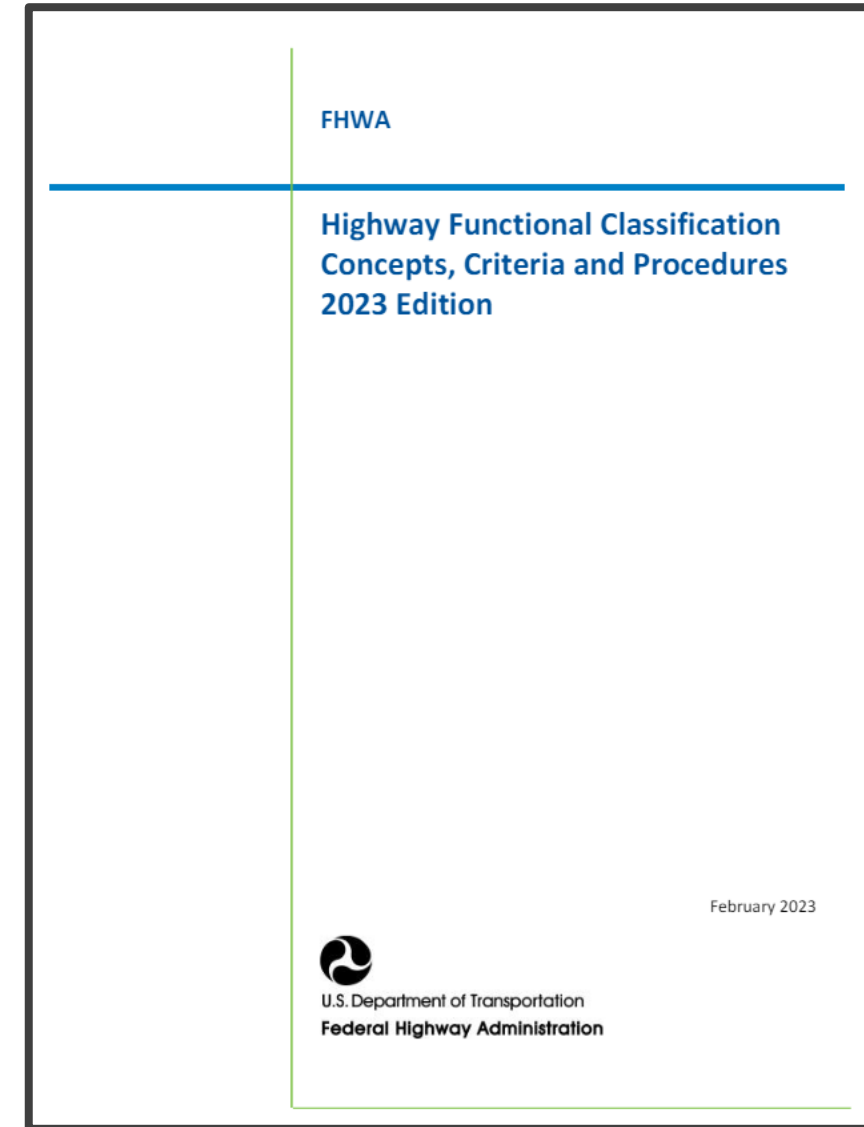 FHWA
Highway Functional Classification
Concepts, Criteria and Procedures
2023 Edition
February 2023
U.S. Department of Transportation
Federal Highway Administration